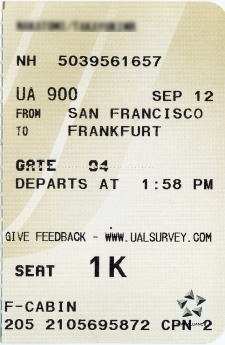 NH 5039561657
UA 900 SEP 12
FROM SAN FRANCISCO
TO FRANKFURT
GATE 94
DEPARTS AT 1:58 PM
GIVE FEEDBACK - WWW.UALSURVEY.COM
SEAT 1K
F-CABIN
205 2105695872 CPN 2